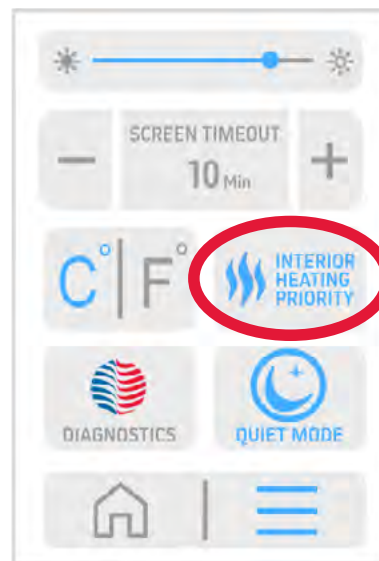 SCREEN TIMEOUT
10 Min
C° F°
INTERIOR
HEATING
PRIORITY
DIAGNOSTICS
QUIET MODE